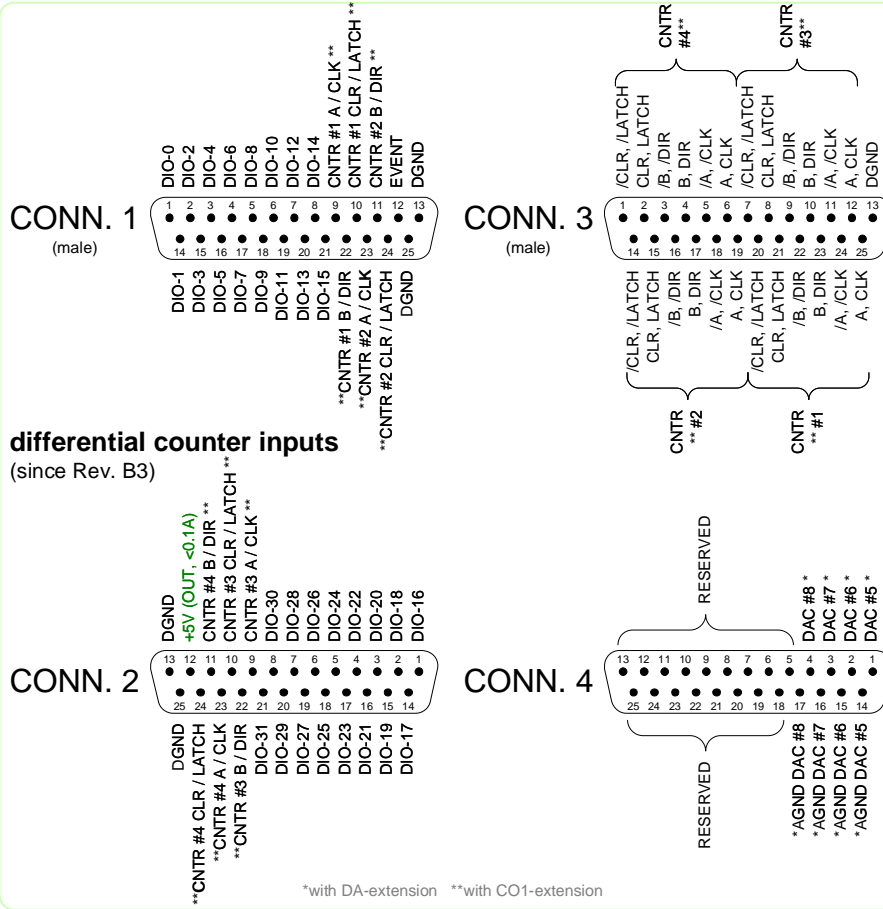 CONN. 1
(male)
DIO-0
DIO-2
DIO-4
DIO-6
DIO-8
DIO-10
DIO-12
DIO-14
CNTR #1 A / CLK **
CNTR #1 CLR / LATCH **
CNTR #2 B / DIR **
EVENT
DGND
1 2 3 4 5 6 7 8 9 10 11 12 13
14 15 16 17 18 19 20 21 22 23 24 25
DIO-1
DIO-3
DIO-5
DIO-7
DIO-9
DIO-11
DIO-13
DIO-15
**CNTR #1 B / DIR
**CNTR #2 A / CLK
**CNTR #2 CLR / LATCH
DGND
CONN. 3
(male)
CNTR
#4**
CNTR
#3**
/CLR, /LATCH
CLR, LATCH
/B, /DIR
B, DIR
/A, /CLK
A, CLK
/CLR, /LATCH
CLR, LATCH
/B, /DIR
B, DIR
/A, /CLK
A, CLK
DGND
1 2 3 4 5 6 7 8 9 10 11 12 13
14 15 16 17 18 19 20 21 22 23 24 25
/CLR, /LATCH
CLR, LATCH
/B, /DIR
B, DIR
/A, /CLK
A, CLK
/CLR, /LATCH
CLR, LATCH
/B, /DIR
B, DIR
/A, /CLK
A, CLK
CNTR
** #2
CNTR
** #1
differential counter inputs
(since Rev. B3)
CONN. 2
DGND
+5V (OUT, <0.1A)
CNTR #4 B / DIR **
CNTR #3 CLR / LATCH **
CNTR #3 A / CLK **
DIO-30
DIO-28
DIO-26
DIO-24
DIO-22
DIO-20
DIO-18
DIO-16
13 12 11 10 9 8 7 6 5 4 3 2 1
25 24 23 22 21 20 19 18 17 16 15 14
DGND
**CNTR #4 CLR / LATCH
**CNTR #4 A / CLK
**CNTR #3 B / DIR
DIO-31
DIO-29
DIO-27
DIO-25
DIO-23
DIO-21
DIO-19
DIO-17
CONN. 4
RESERVED
DAC #8 *
DAC #7 *
DAC #6 *
DAC #5 *
13 12 11 10 9 8 7 6 5 4 3 2 1
25 24 23 22 21 20 19 18 17 16 15 14
RESERVED
*AGND DAC #8
*AGND DAC #7
*AGND DAC #6
*AGND DAC #5
*with DA-extension **with CO1-extension